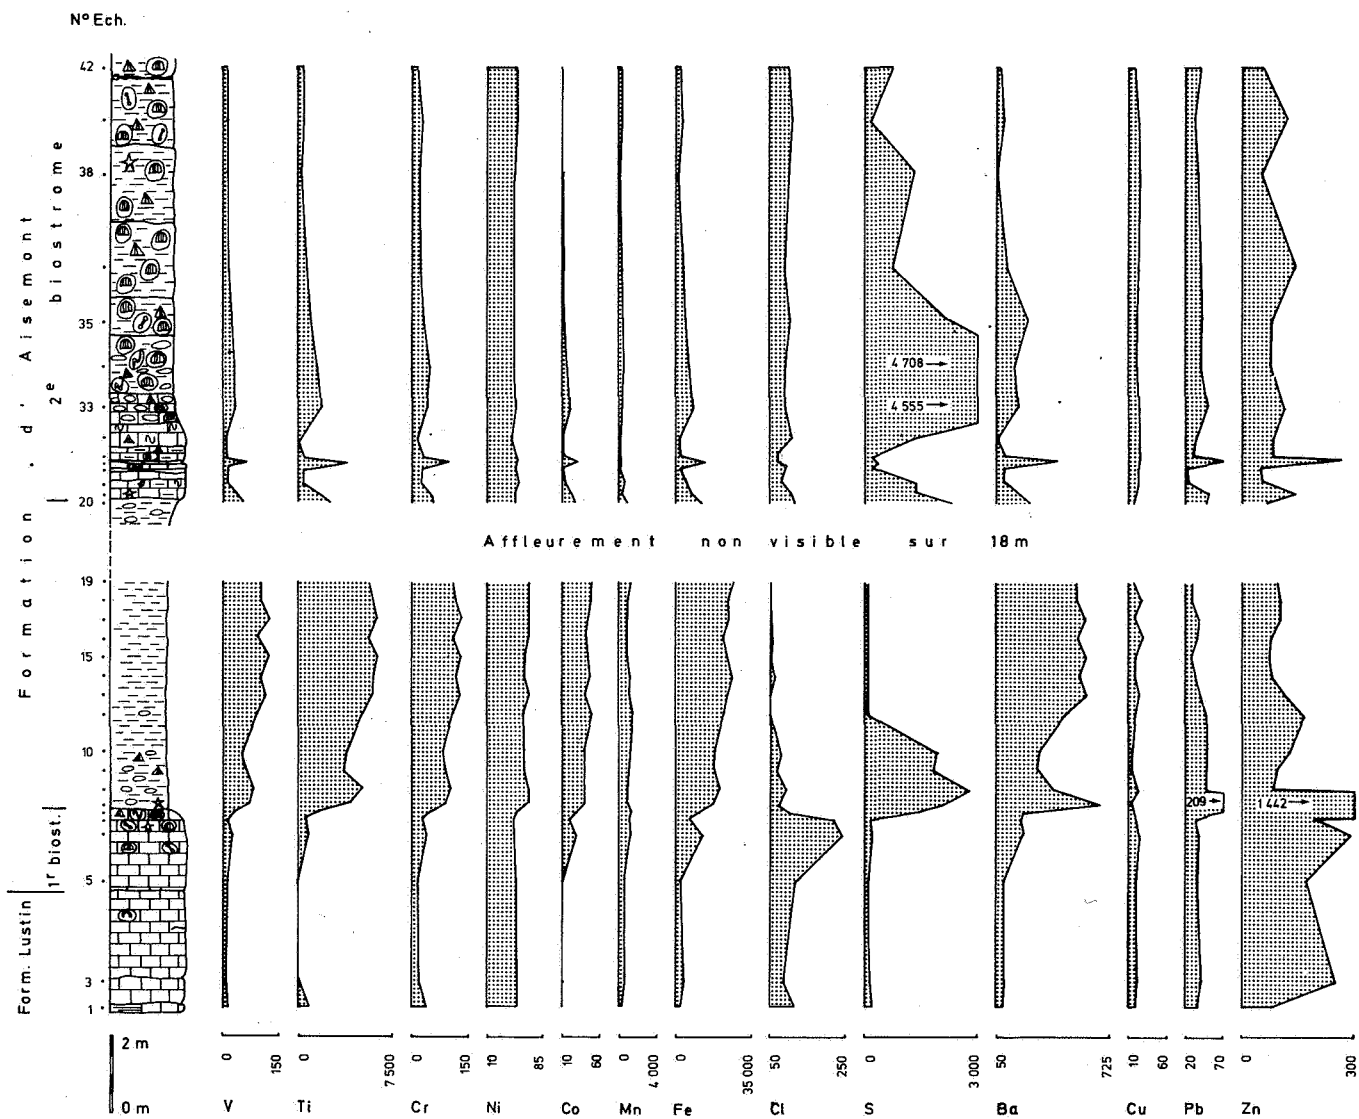 N° Ech.
42
38
35
33
20
19
15
10
5
3
1
Formation d' Aisemont
2e biostrome
1r biost.
Form. Lustin
4 708 →
4 555 →
Affleurement non visible sur 18 m
209 →
1 442 →
2 m
0 m
0 150
V
0 7 500
Ti
0 150
Cr
10 85
Ni
10 60
Co
0 4 000
Mn
0 35 000
Fe
50 250
Cl
0 3 000
S
50 725
Ba
10 60
Cu
20 70
Pb
0 300
Zn